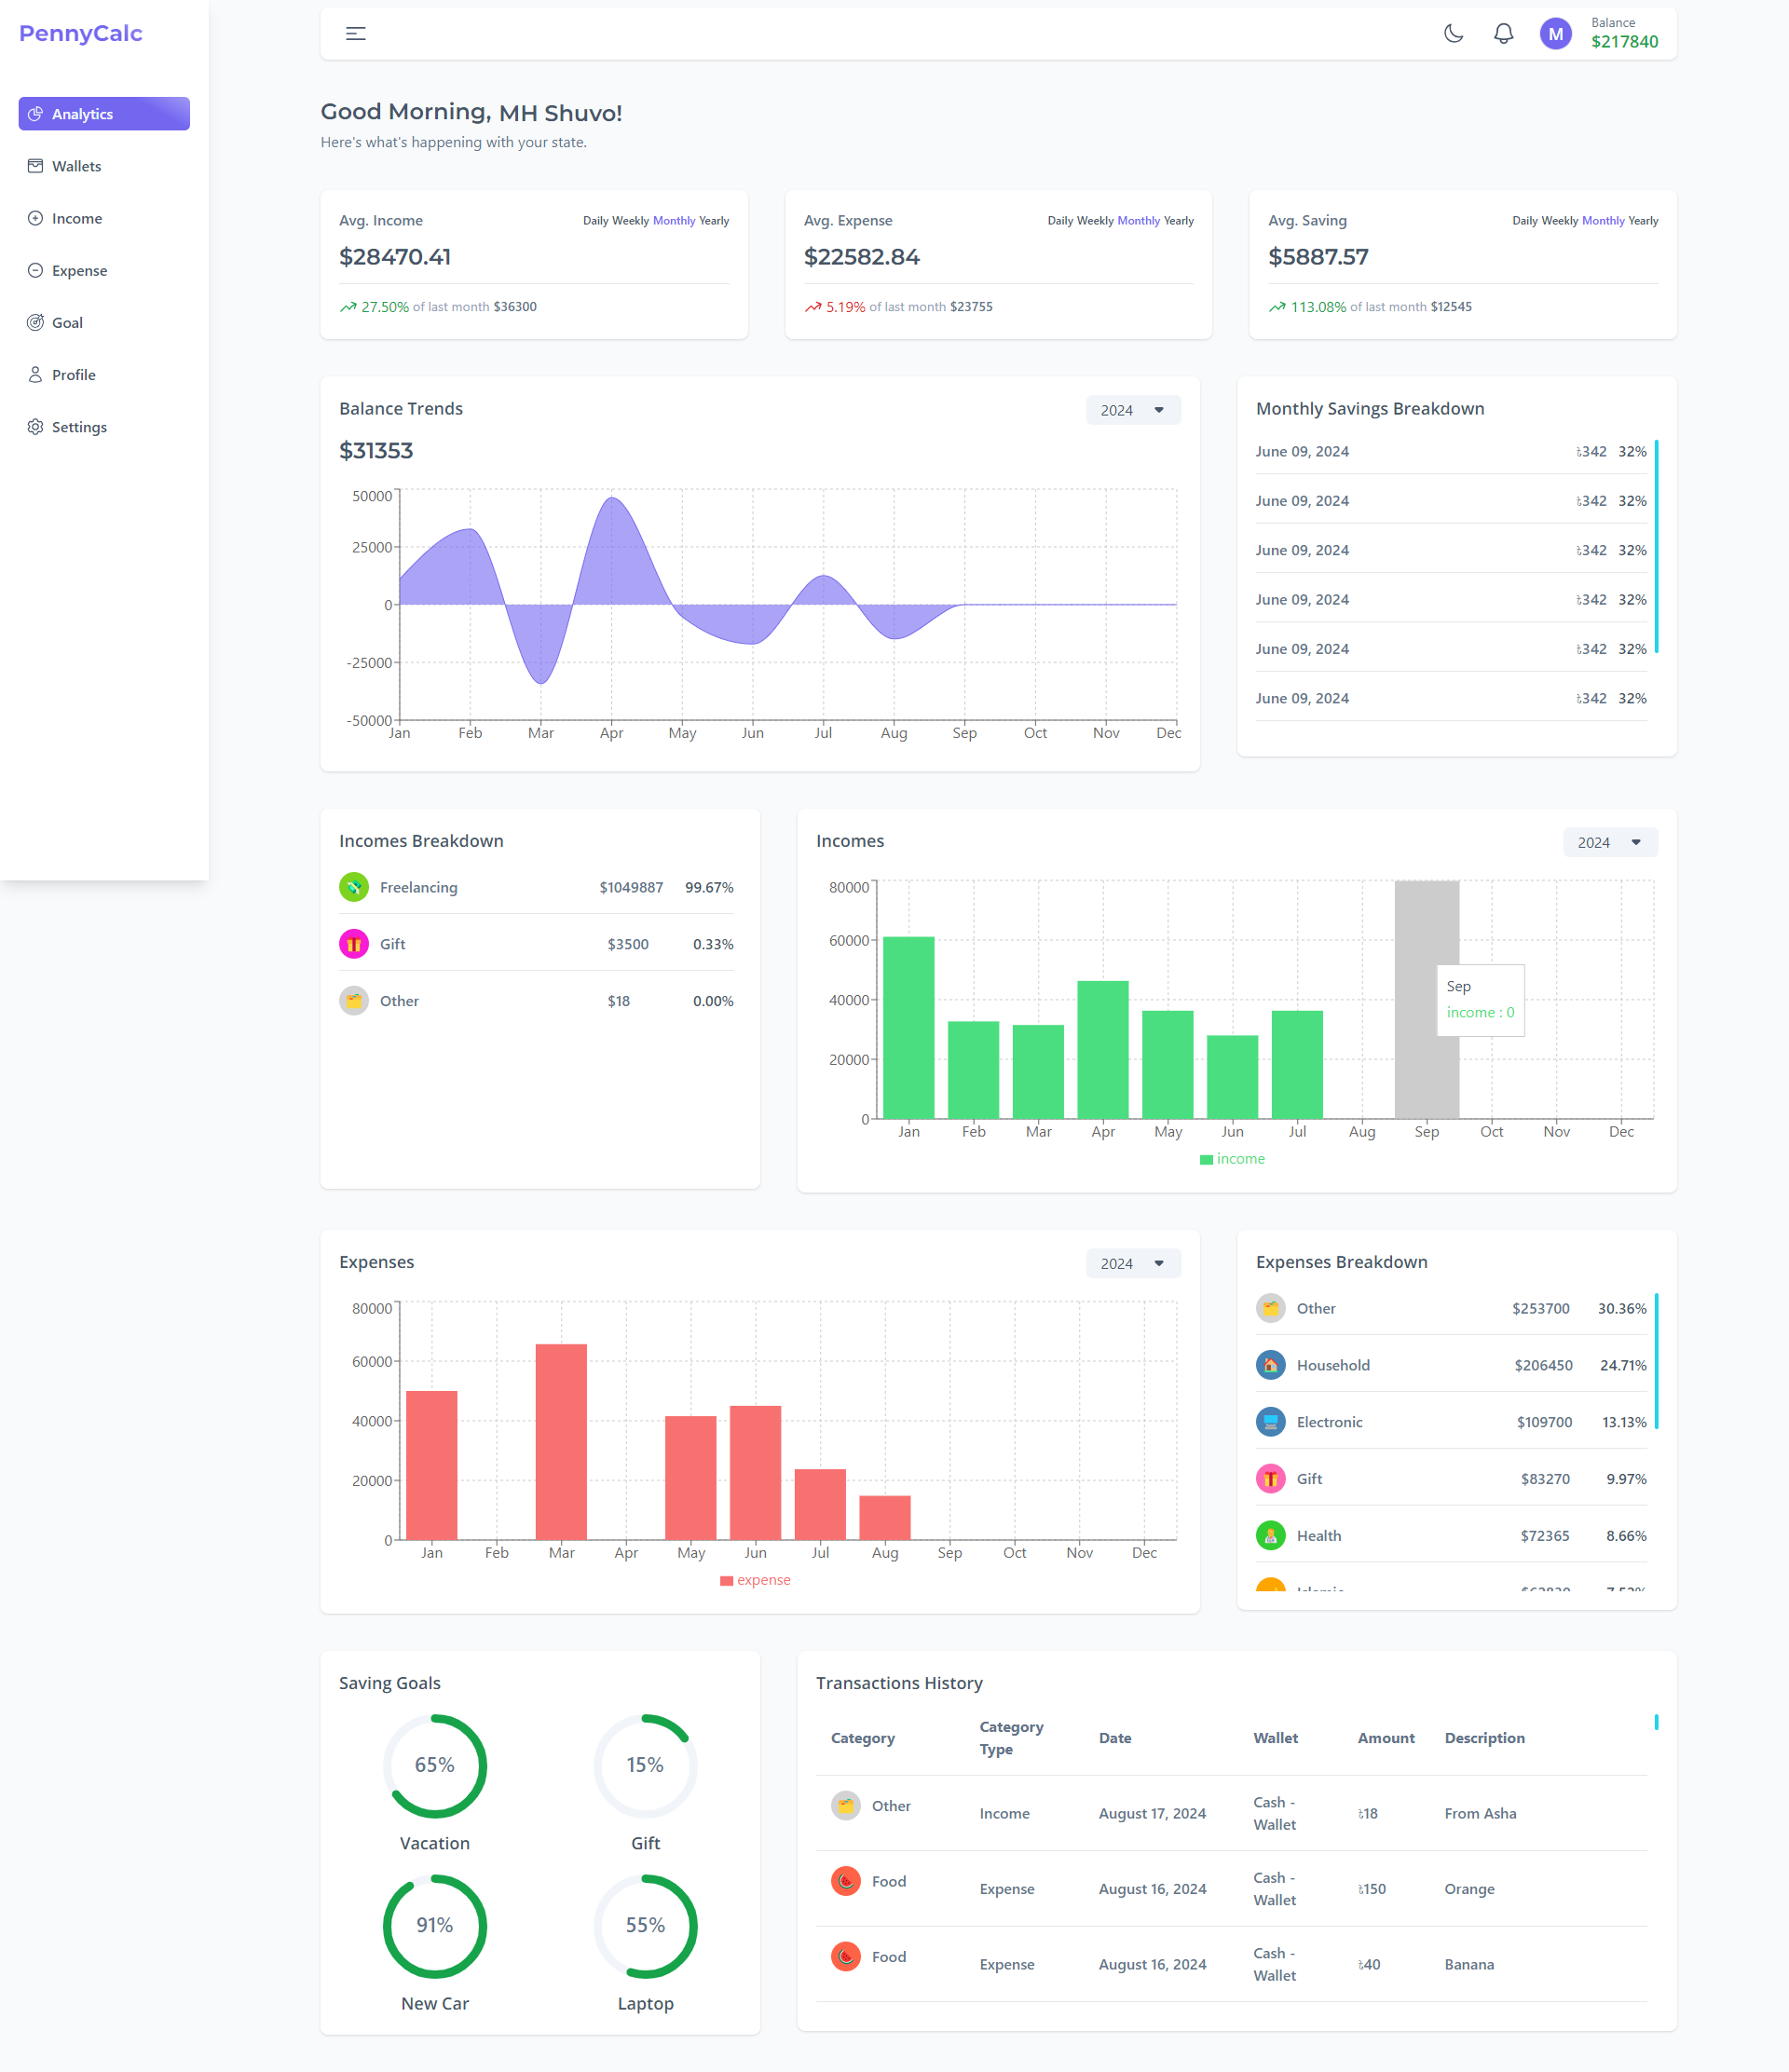 PennyCalc
Analytics
Wallets
Income
Expense
Goal
Profile
Settings
M
Balance
$217840
Good Morning, MH Shuvo!
Here's what's happening with your state.
Avg. Income
Daily Weekly Monthly Yearly
$28470.41
27.50% of last month $36300
Avg. Expense
Daily Weekly Monthly Yearly
$22582.84
5.19% of last month $23755
Avg. Saving
Daily Weekly Monthly Yearly
$5887.57
113.08% of last month $12545
Balance Trends
2024
$31353
50000
25000
0
-25000
-50000
Jan Feb Mar Apr May Jun Jul Aug Sep Oct Nov Dec
Monthly Savings Breakdown
June 09, 2024 ৳342 32%
June 09, 2024 ৳342 32%
June 09, 2024 ৳342 32%
June 09, 2024 ৳342 32%
June 09, 2024 ৳342 32%
June 09, 2024 ৳342 32%
Incomes Breakdown
Freelancing $1049887 99.67%
Gift $3500 0.33%
Other $18 0.00%
Incomes
2024
80000
60000
40000
20000
0
Sep
income : 0
Jan Feb Mar Apr May Jun Jul Aug Sep Oct Nov Dec
income
Expenses
2024
80000
60000
40000
20000
0
Jan Feb Mar Apr May Jun Jul Aug Sep Oct Nov Dec
expense
Expenses Breakdown
Other $253700 30.36%
Household $206450 24.71%
Electronic $109700 13.13%
Gift $83270 9.97%
Health $72365 8.66%
Saving Goals
65%
Vacation
15%
Gift
91%
New Car
55%
Laptop
Transactions History
Category Category Type Date Wallet Amount Description
Other Income August 17, 2024 Cash - Wallet ৳18 From Asha
Food Expense August 16, 2024 Cash - Wallet ৳150 Orange
Food Expense August 16, 2024 Cash - Wallet ৳40 Banana